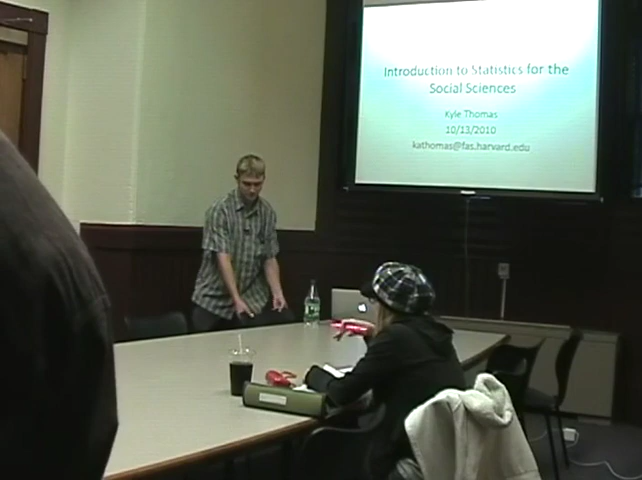 Introduction to Statistics for the
Social Sciences
Kyle Thomas
10/13/2010
kathomas@fas.harvard.edu